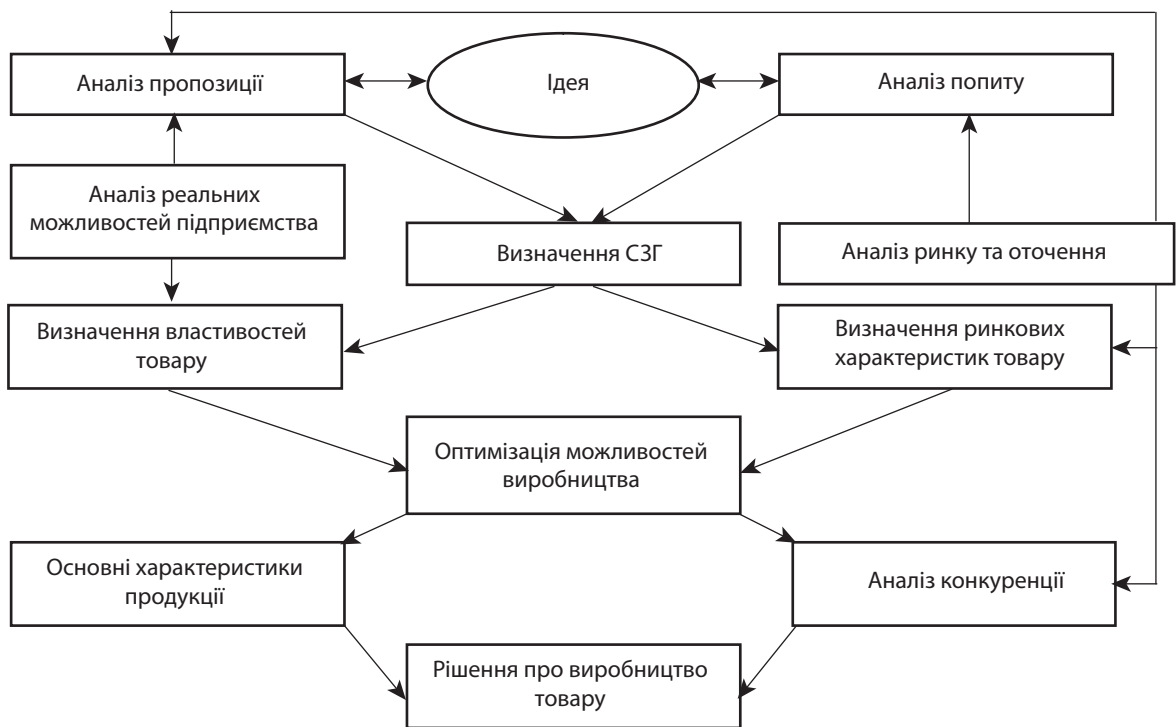 Аналіз пропозиції
Ідея
Аналіз попиту
Аналіз реальних
можливостей підприємства
Визначення СЗГ
Аналіз ринку та оточення
Визначення властивостей
товару
Визначення ринкових
характеристик товару
Оптимізація можливостей
виробництва
Основні характеристики
продукції
Аналіз конкуренції
Рішення про виробництво
товару